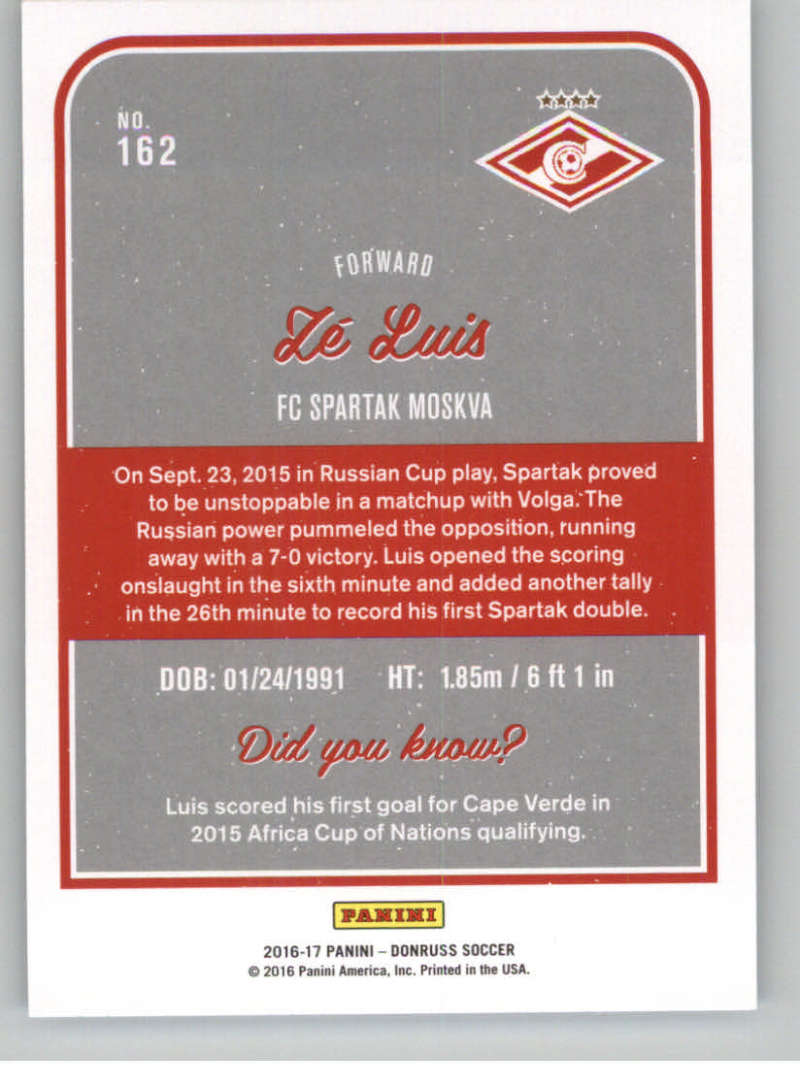 NO.
162
FORWARD
Zé Luis
FC SPARTAK MOSKVA
On Sept. 23, 2015 in Russian Cup play, Spartak proved
to be unstoppable in a matchup with Volga. The
Russian power pummeled the opposition, running
away with a 7-0 victory. Luis opened the scoring
onslaught in the sixth minute and added another tally
in the 26th minute to record his first Spartak double.
DOB: 01/24/1991 HT: 1.85m / 6 ft 1 in
Did you know?
Luis scored his first goal for Cape Verde in
2015 Africa Cup of Nations qualifying.
PANINI
2016-17 PANINI – DONRUSS SOCCER
© 2016 Panini America, Inc. Printed in the USA.